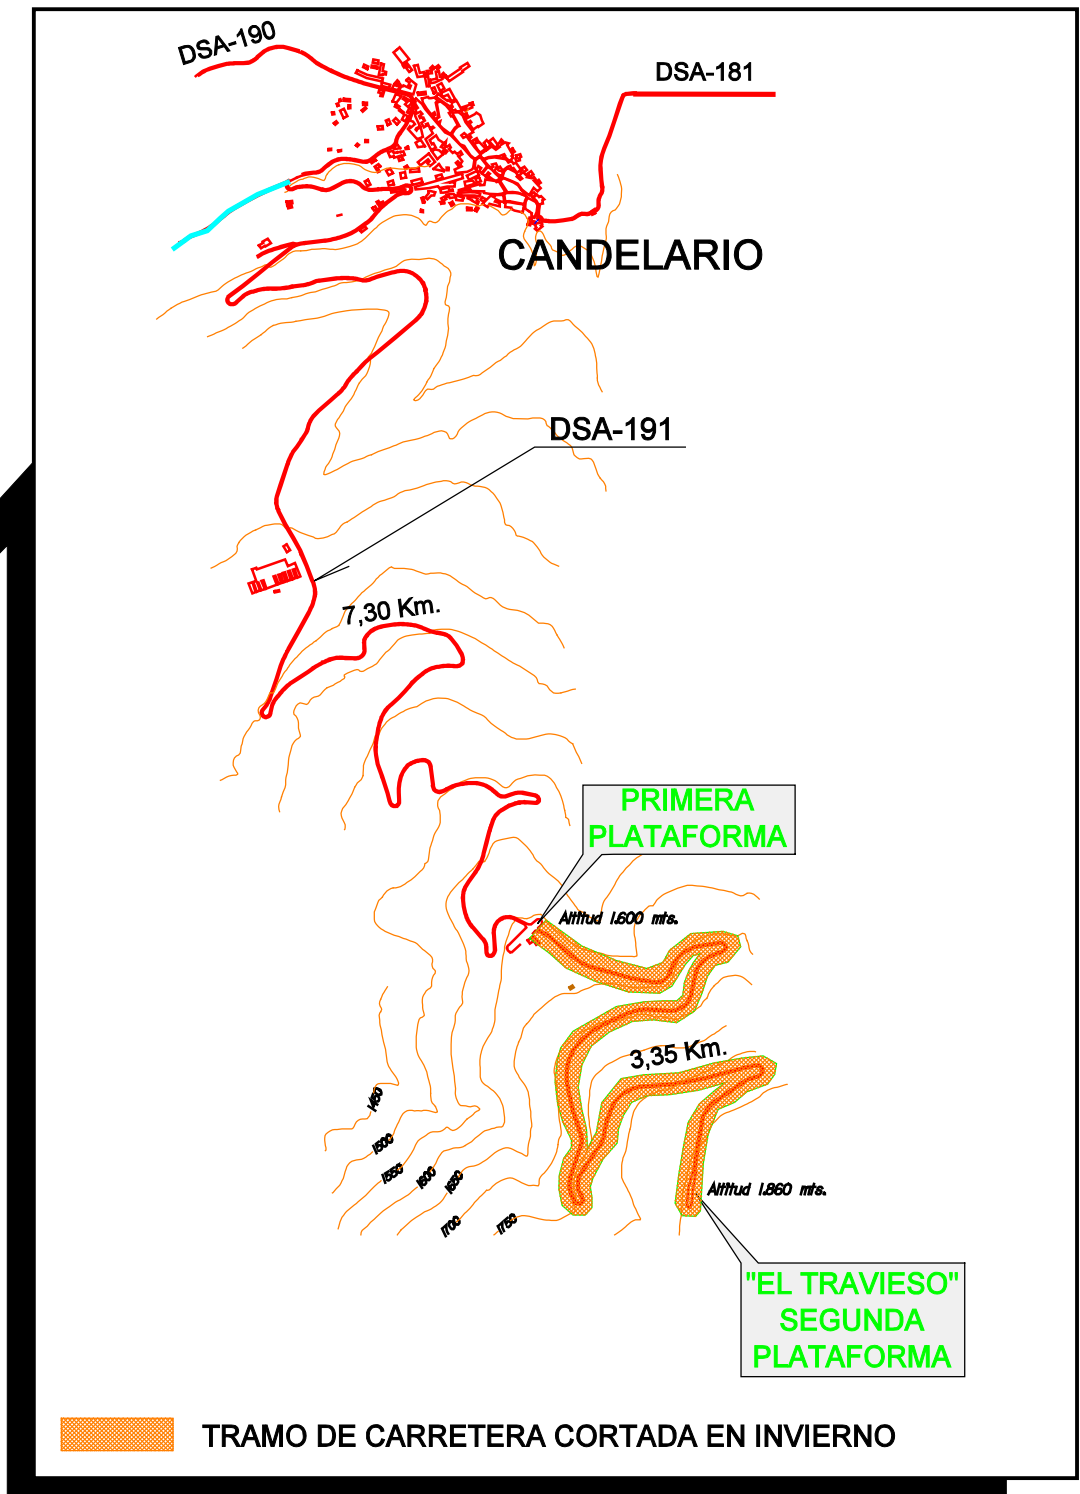 DSA-190
DSA-181
CANDELARIO
DSA-191
7,30 Km.
PRIMERA
PLATAFORMA
Altitud 1.600 mts.
3,35 Km.
1450
1500
1550
1600
1650
1700
1750
Altitud 1.860 mts.
"EL TRAVIESO"
SEGUNDA
PLATAFORMA
TRAMO DE CARRETERA CORTADA EN INVIERNO